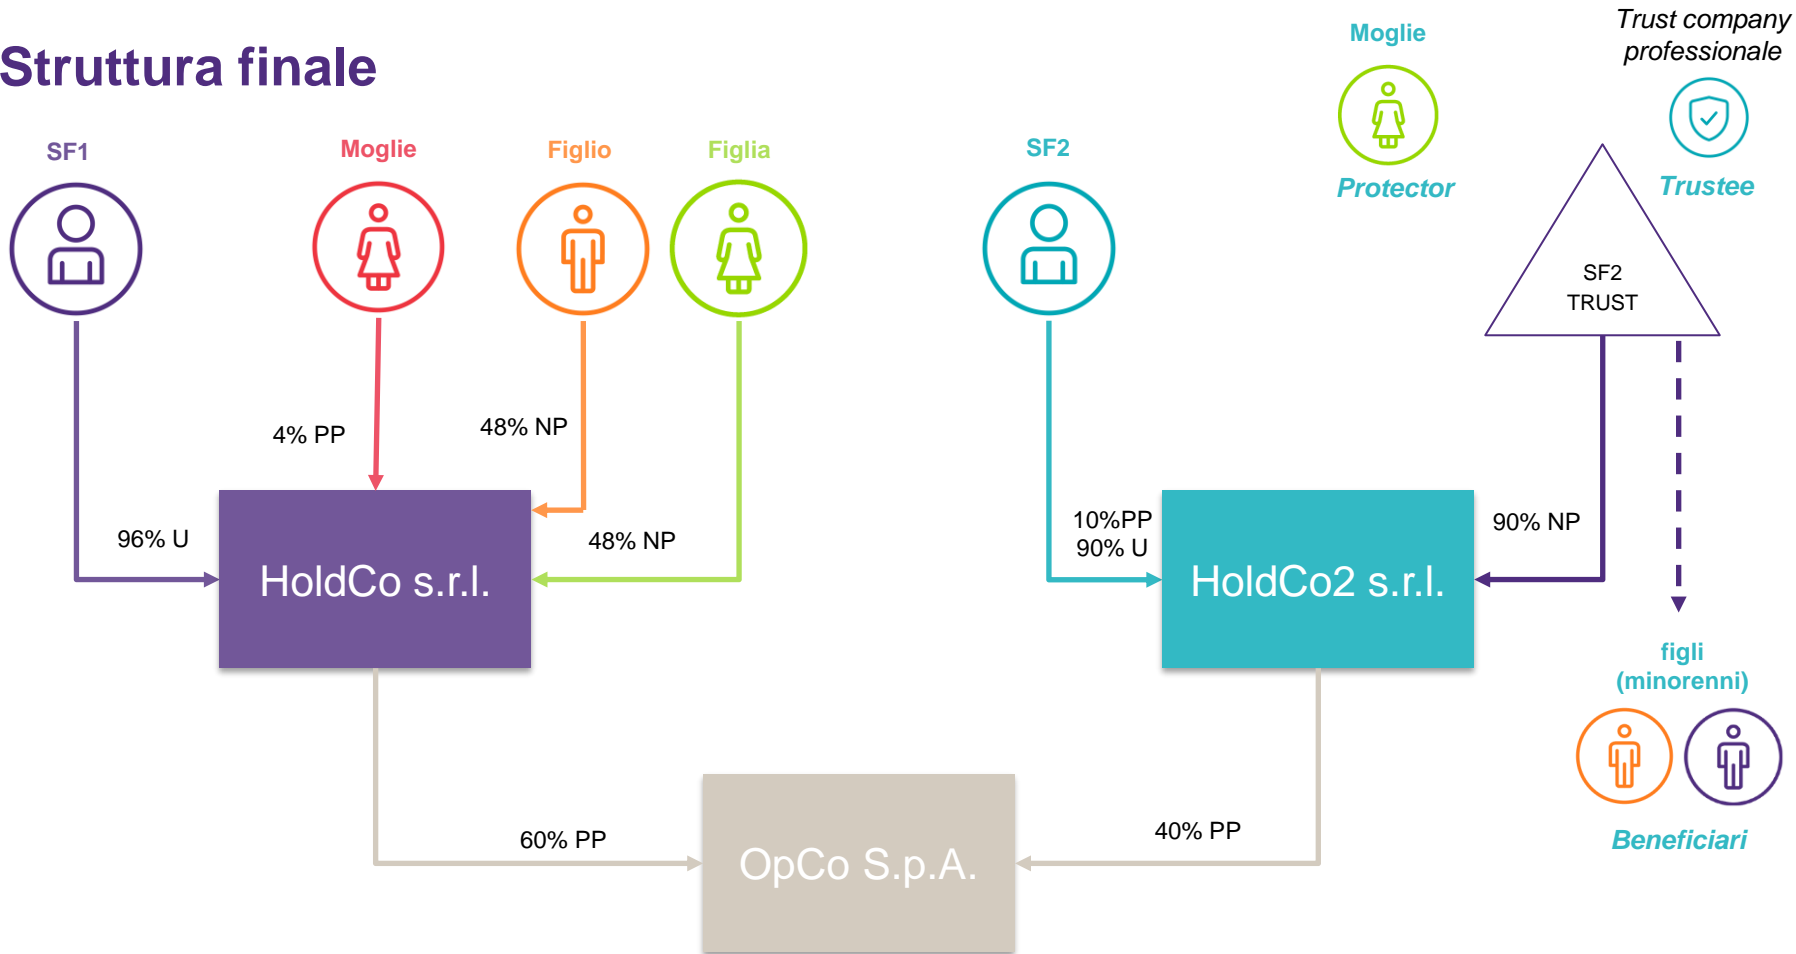 Struttura finale
SF1
Moglie
Figlio
Figlia
SF2
Moglie
Protector
Trust company
professionale
Trustee
SF2
TRUST
4% PP
48% NP
96% U
48% NP
10%PP
90% U
90% NP
HoldCo s.r.l.
HoldCo2 s.r.l.
figli
(minorenni)
Beneficiari
60% PP
40% PP
OpCo S.p.A.